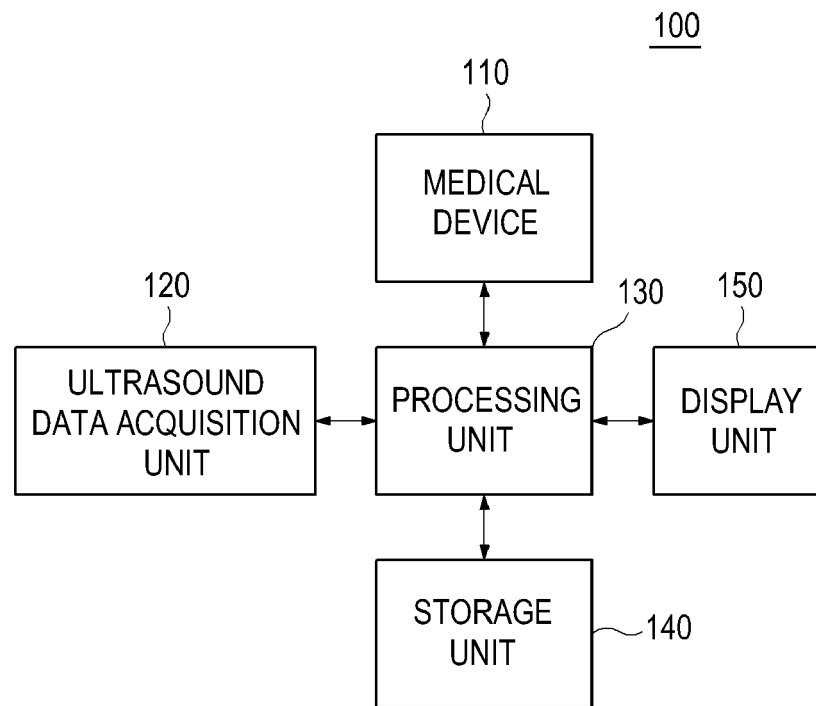 100
110
MEDICAL
DEVICE
120
130
150
ULTRASOUND
DATA ACQUISITION
UNIT
PROCESSING
UNIT
DISPLAY
UNIT
STORAGE
UNIT
140